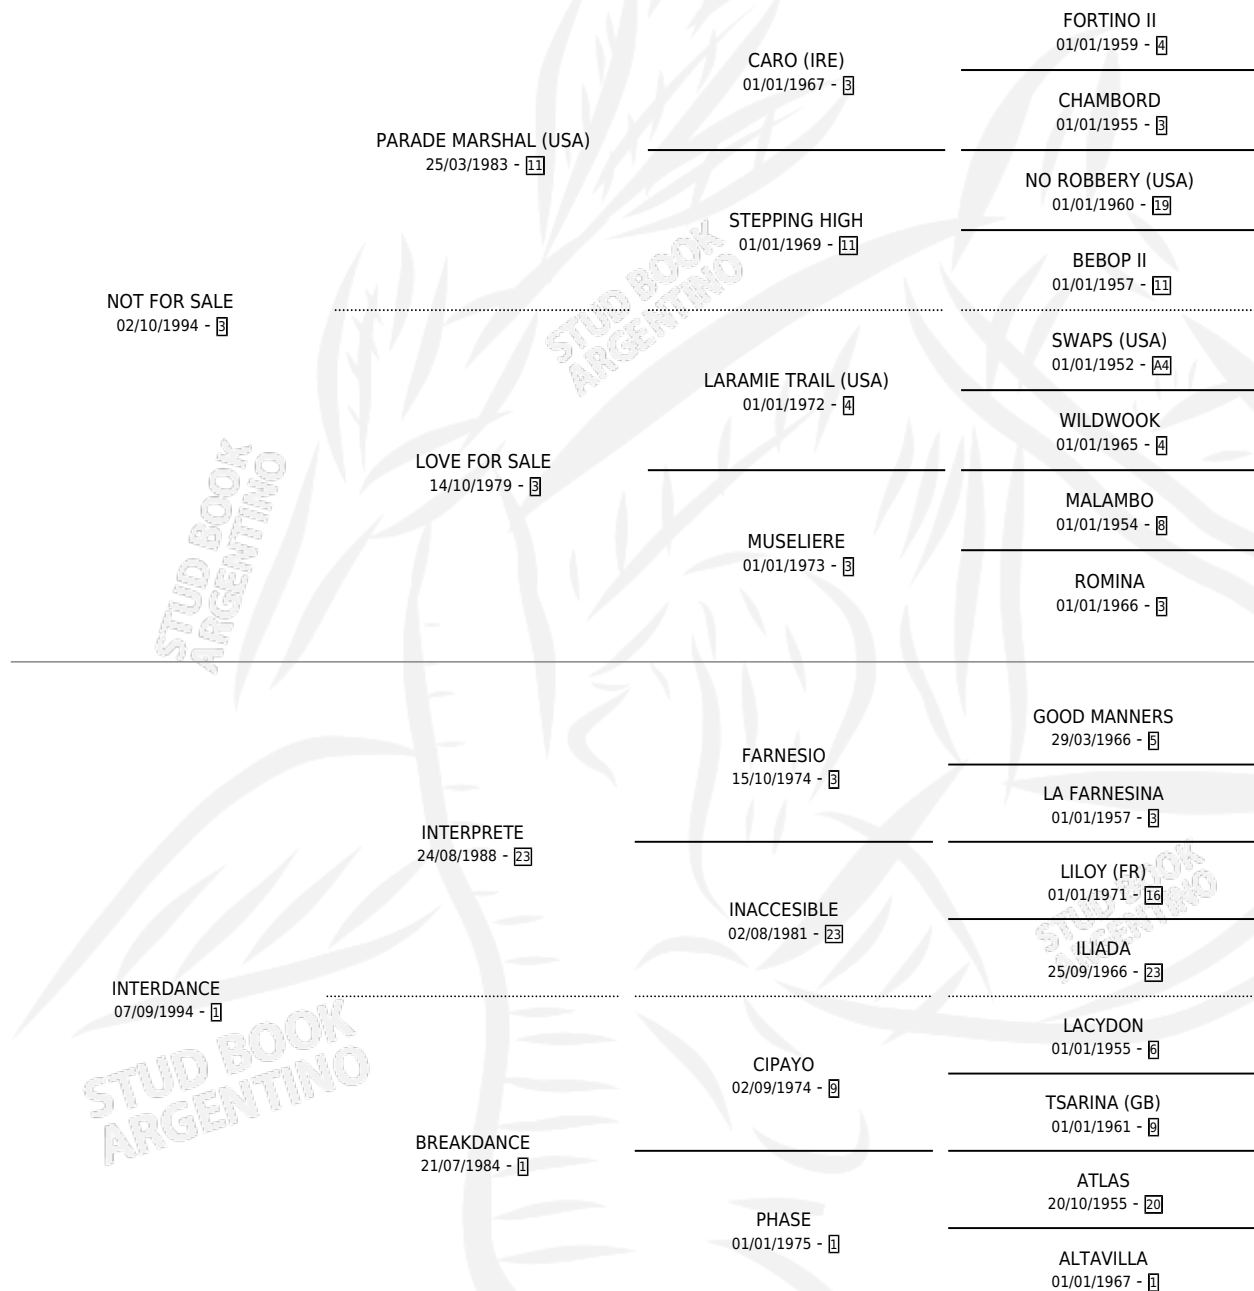 FORTINO II
01/01/1959 - 4
CARO (IRE)
01/01/1967 - 3
CHAMBORD
01/01/1955 - 3
PARADE MARSHAL (USA)
25/03/1983 - 11
NO ROBBERY (USA)
01/01/1960 - 19
STEPPING HIGH
01/01/1969 - 11
BEBOP II
01/01/1957 - 11
NOT FOR SALE
02/10/1994 - 3
SWAPS (USA)
01/01/1952 - A4
LARAMIE TRAIL (USA)
01/01/1972 - 4
WILDWOOK
01/01/1965 - 4
LOVE FOR SALE
14/10/1979 - 3
MALAMBO
01/01/1954 - 8
MUSELIERE
01/01/1973 - 3
ROMINA
01/01/1966 - 3
STUD BOOK
ARGENTINO
STUD BOOK
ARGENTINO
GOOD MANNERS
29/03/1966 - 5
FARNESIO
15/10/1974 - 3
LA FARNESINA
01/01/1957 - 3
INTERPRETE
24/08/1988 - 23
LILOY (FR)
01/01/1971 - 16
INACCESIBLE
02/08/1981 - 23
ILIADA
25/09/1966 - 23
STUD BOOK
ARGENTINO
INTERDANCE
07/09/1994 - 1
LACYDON
01/01/1955 - 6
CIPAYO
02/09/1974 - 9
TSARINA (GB)
01/01/1961 - 9
STUD BOOK
ARGENTINO
BREAKDANCE
21/07/1984 - 1
ATLAS
20/10/1955 - 20
PHASE
01/01/1975 - 1
ALTAVILLA
01/01/1967 - 1